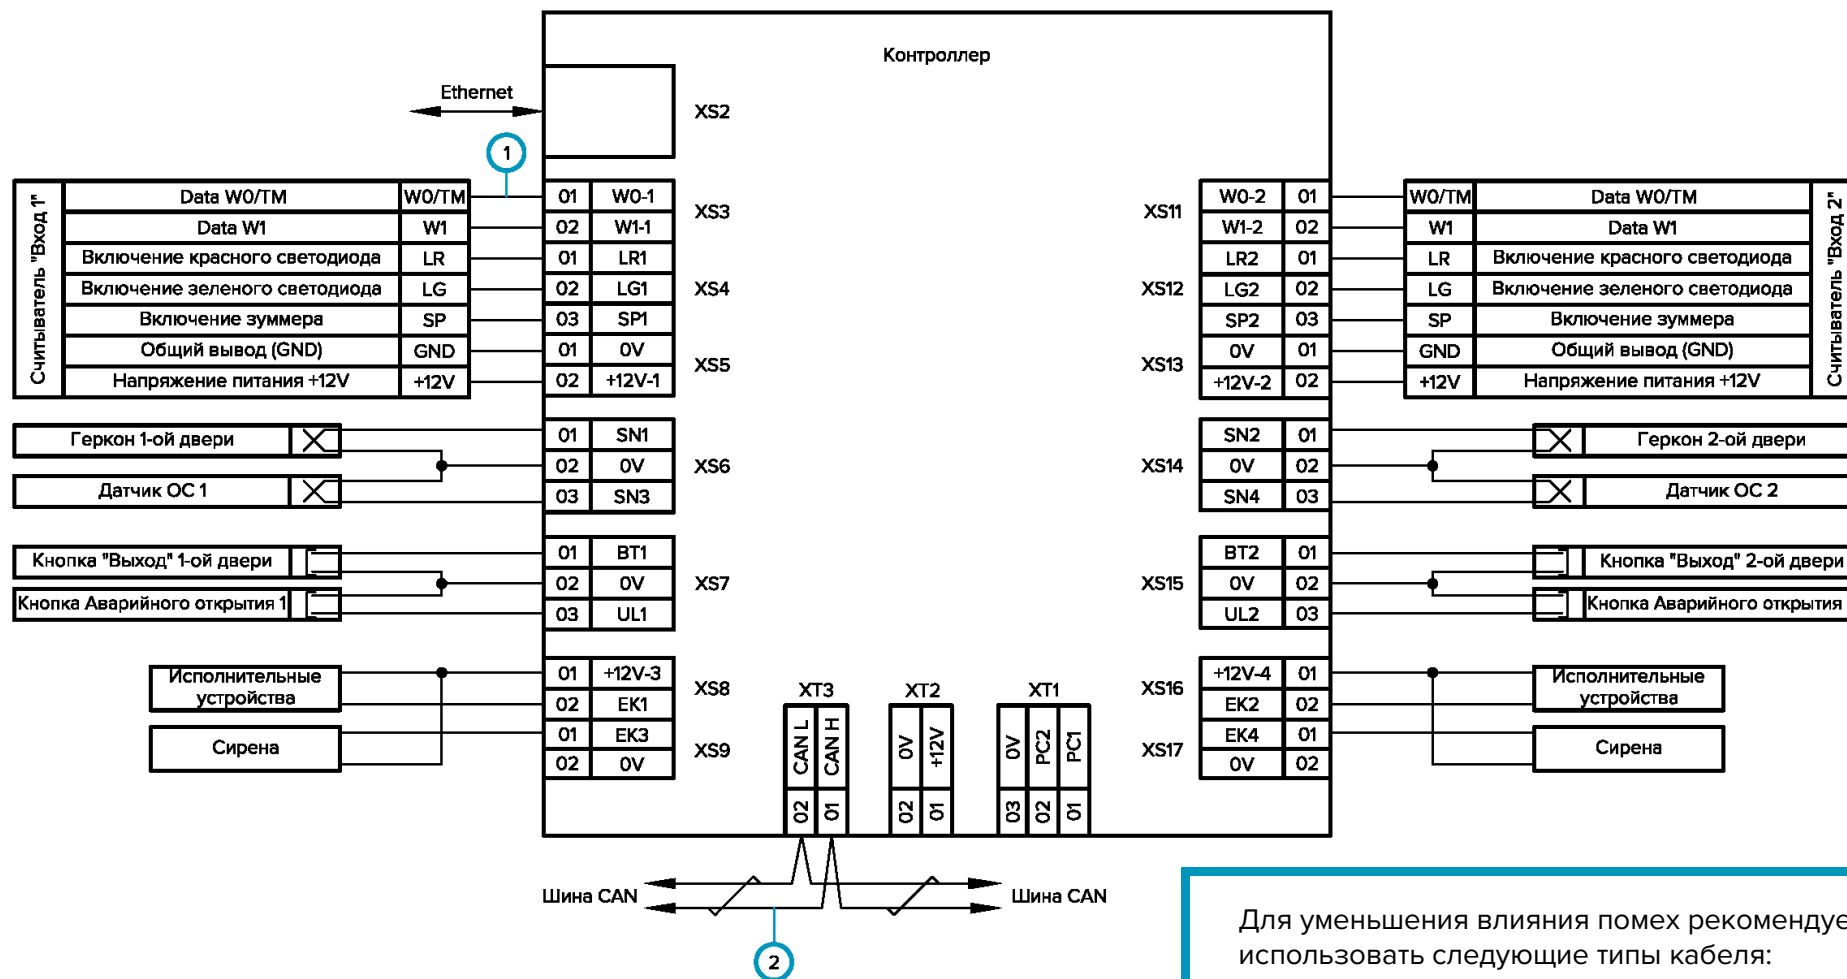 Контроллер
Ethernet
XS2
1
Считыватель "Вход 1"
Data W0/TM W0/TM 01 W0-1
Data W1 W1 02 W1-1
XS3
Включение красного светодиода LR 01 LR1
Включение зеленого светодиода LG 02 LG1
Включение зуммера SP 03 SP1
XS4
Общий вывод (GND) GND 01 0V
Напряжение питания +12V +12V 02 +12V-1
XS5
Геркон 1-ой двери 01 SN1
02 0V
Датчик ОС 1 03 SN3
XS6
Кнопка "Выход" 1-ой двери 01 BT1
02 0V
Кнопка Аварийного открытия 1 03 UL1
XS7
Исполнительные
устройства
01 +12V-3
02 EK1
XS8
Сирена
01 EK3
02 0V
XS9
XT3
CAN L 02
CAN H 01
XT2
0V 02
+12V 01
XT1
0V 03
PC2 02
PC1 01
XS11
W0-2 01 W0/TM Data W0/TM
W1-2 02 W1 Data W1
XS12
LR2 01 LR Включение красного светодиода
LG2 02 LG Включение зеленого светодиода
SP2 03 SP Включение зуммера
XS13
0V 01 GND Общий вывод (GND)
+12V-2 02 +12V Напряжение питания +12V
Считыватель "Вход 2"
XS14
SN2 01 Геркон 2-ой двери
0V 02
SN4 03 Датчик ОС 2
XS15
BT2 01 Кнопка "Выход" 2-ой двери
0V 02
UL2 03 Кнопка Аварийного открытия
XS16
+12V-4 01
EK2 02
Исполнительные
устройства
XS17
EK4 01
0V 02
Сирена
Шина CAN
Шина CAN
2
Для уменьшения влияния помех рекомендуе
использовать следующие типы кабеля: